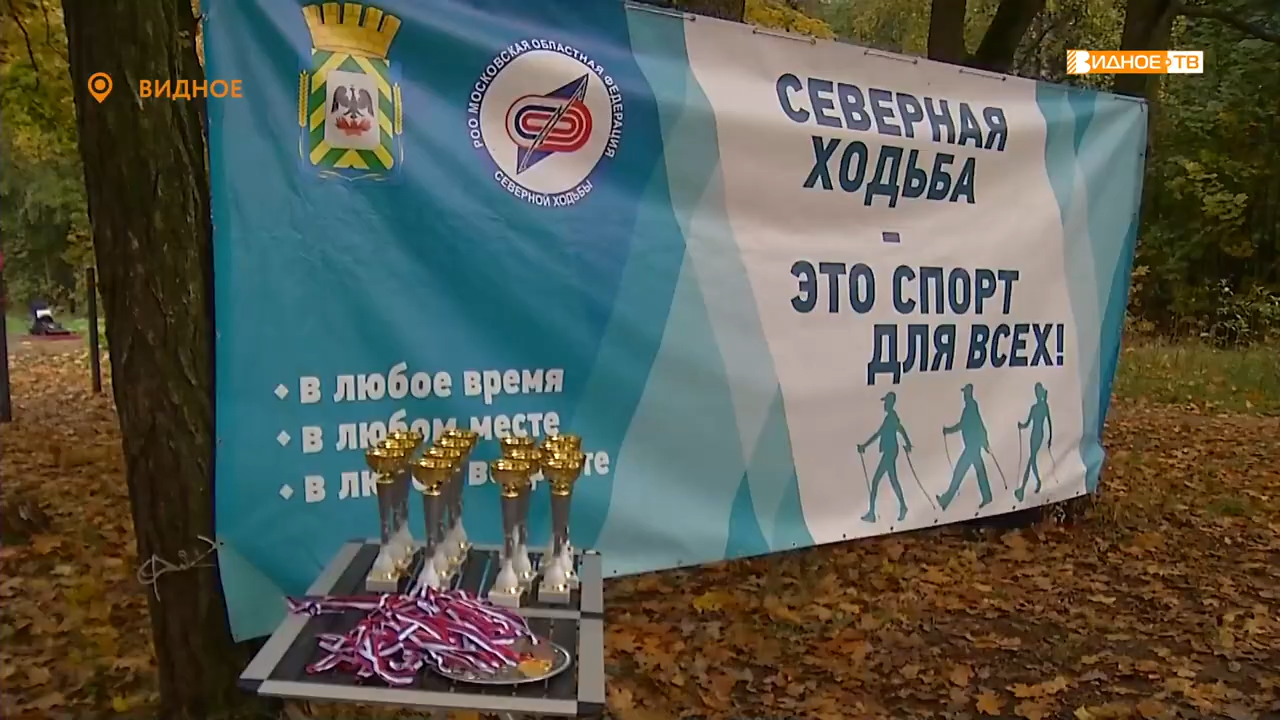 ВИДНОЕ
ВИДНОЕ ТВ
РОО МОСКОВСКАЯ ОБЛАСТНАЯ ФЕДЕРАЦИЯ
СЕВЕРНОЙ ХОДЬБЫ
СЕВЕРНАЯ
ХОДЬБА
-
ЭТО СПОРТ
ДЛЯ ВСЕХ!
• в любое время
• в любом месте
• в